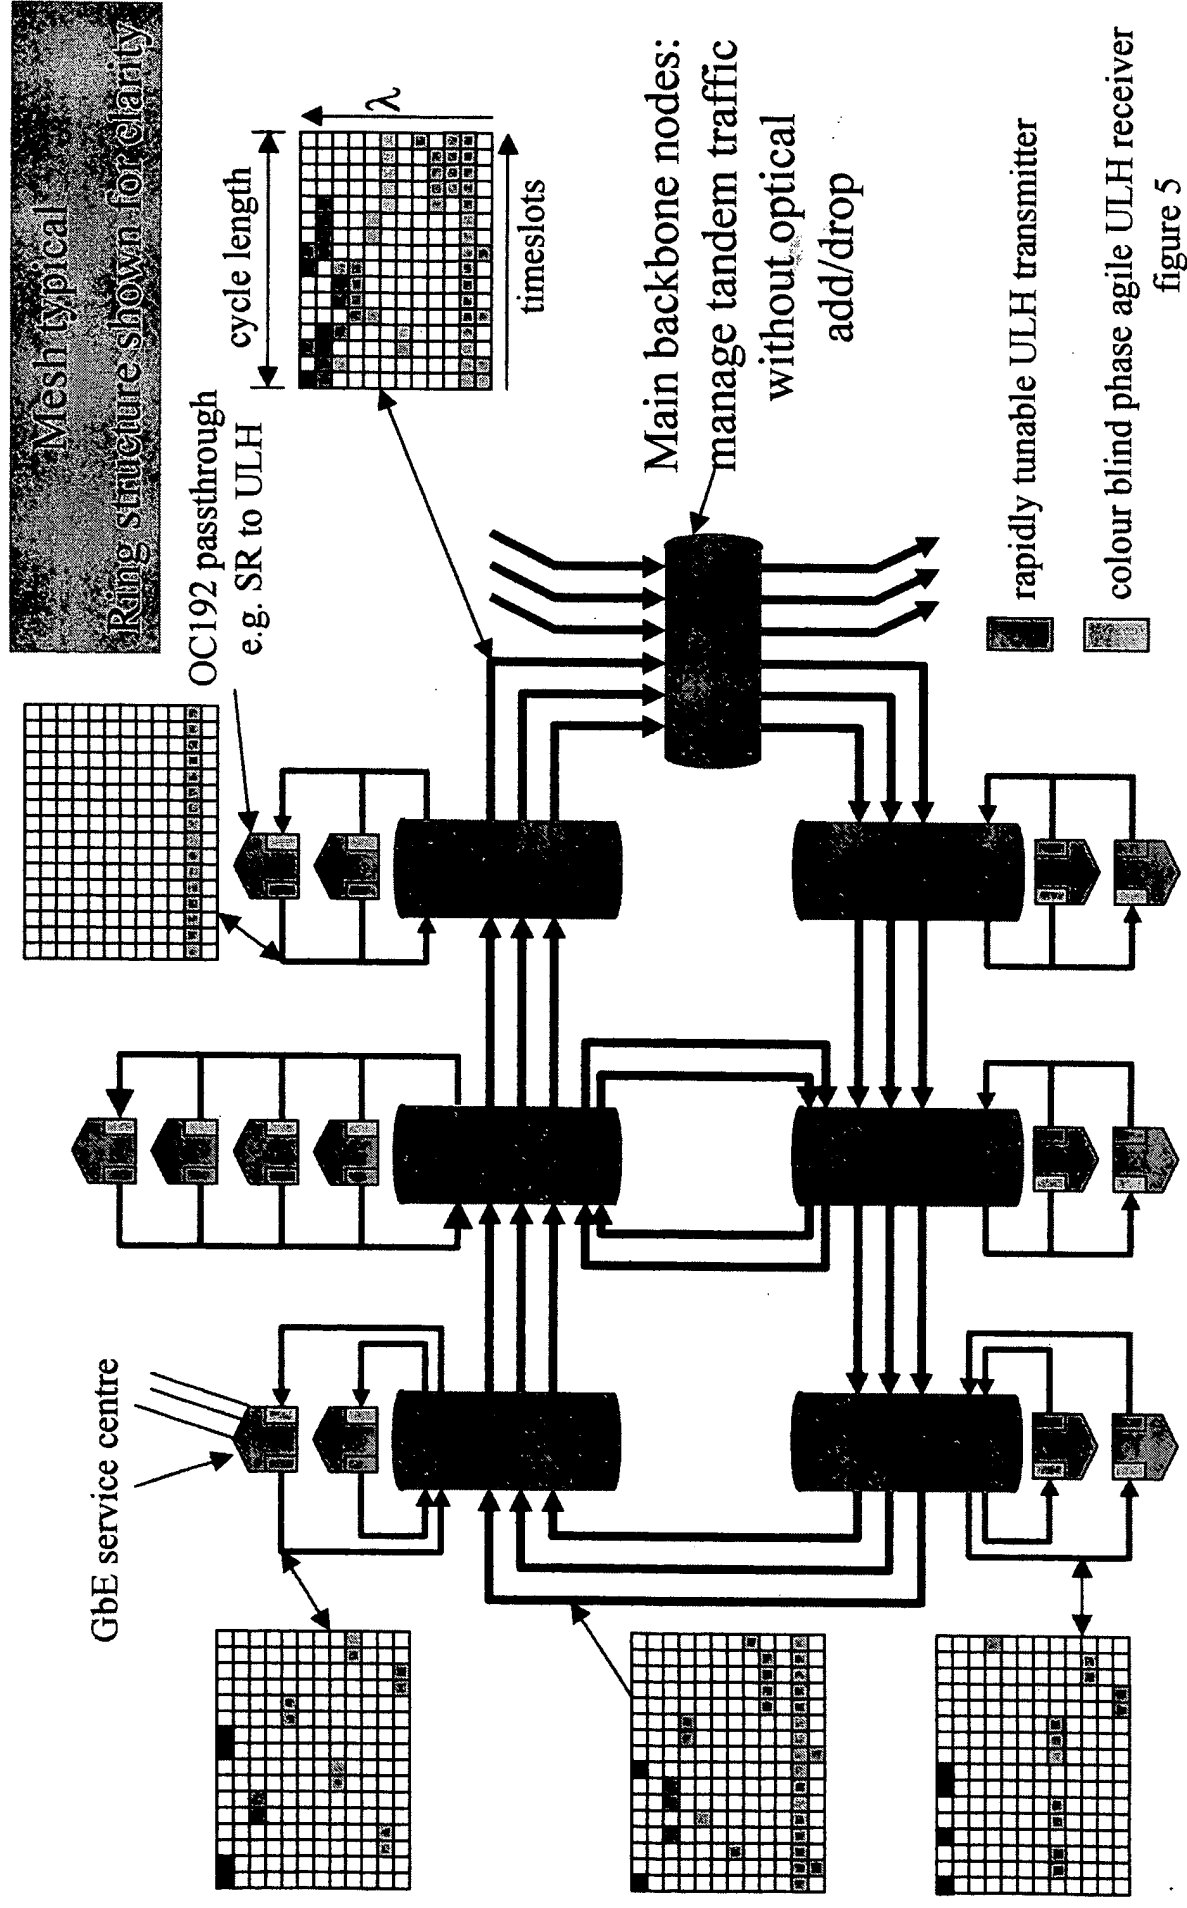 Mesh typical
Ring structure shown for clarity
OC192 passthrough
e.g. SR to ULH
cycle length
λ
timeslots
GbE service centre
Main backbone nodes:
manage tandem traffic
without optical
add/drop
rapidly tunable ULH transmitter
colour blind phase agile ULH receiver
figure 5